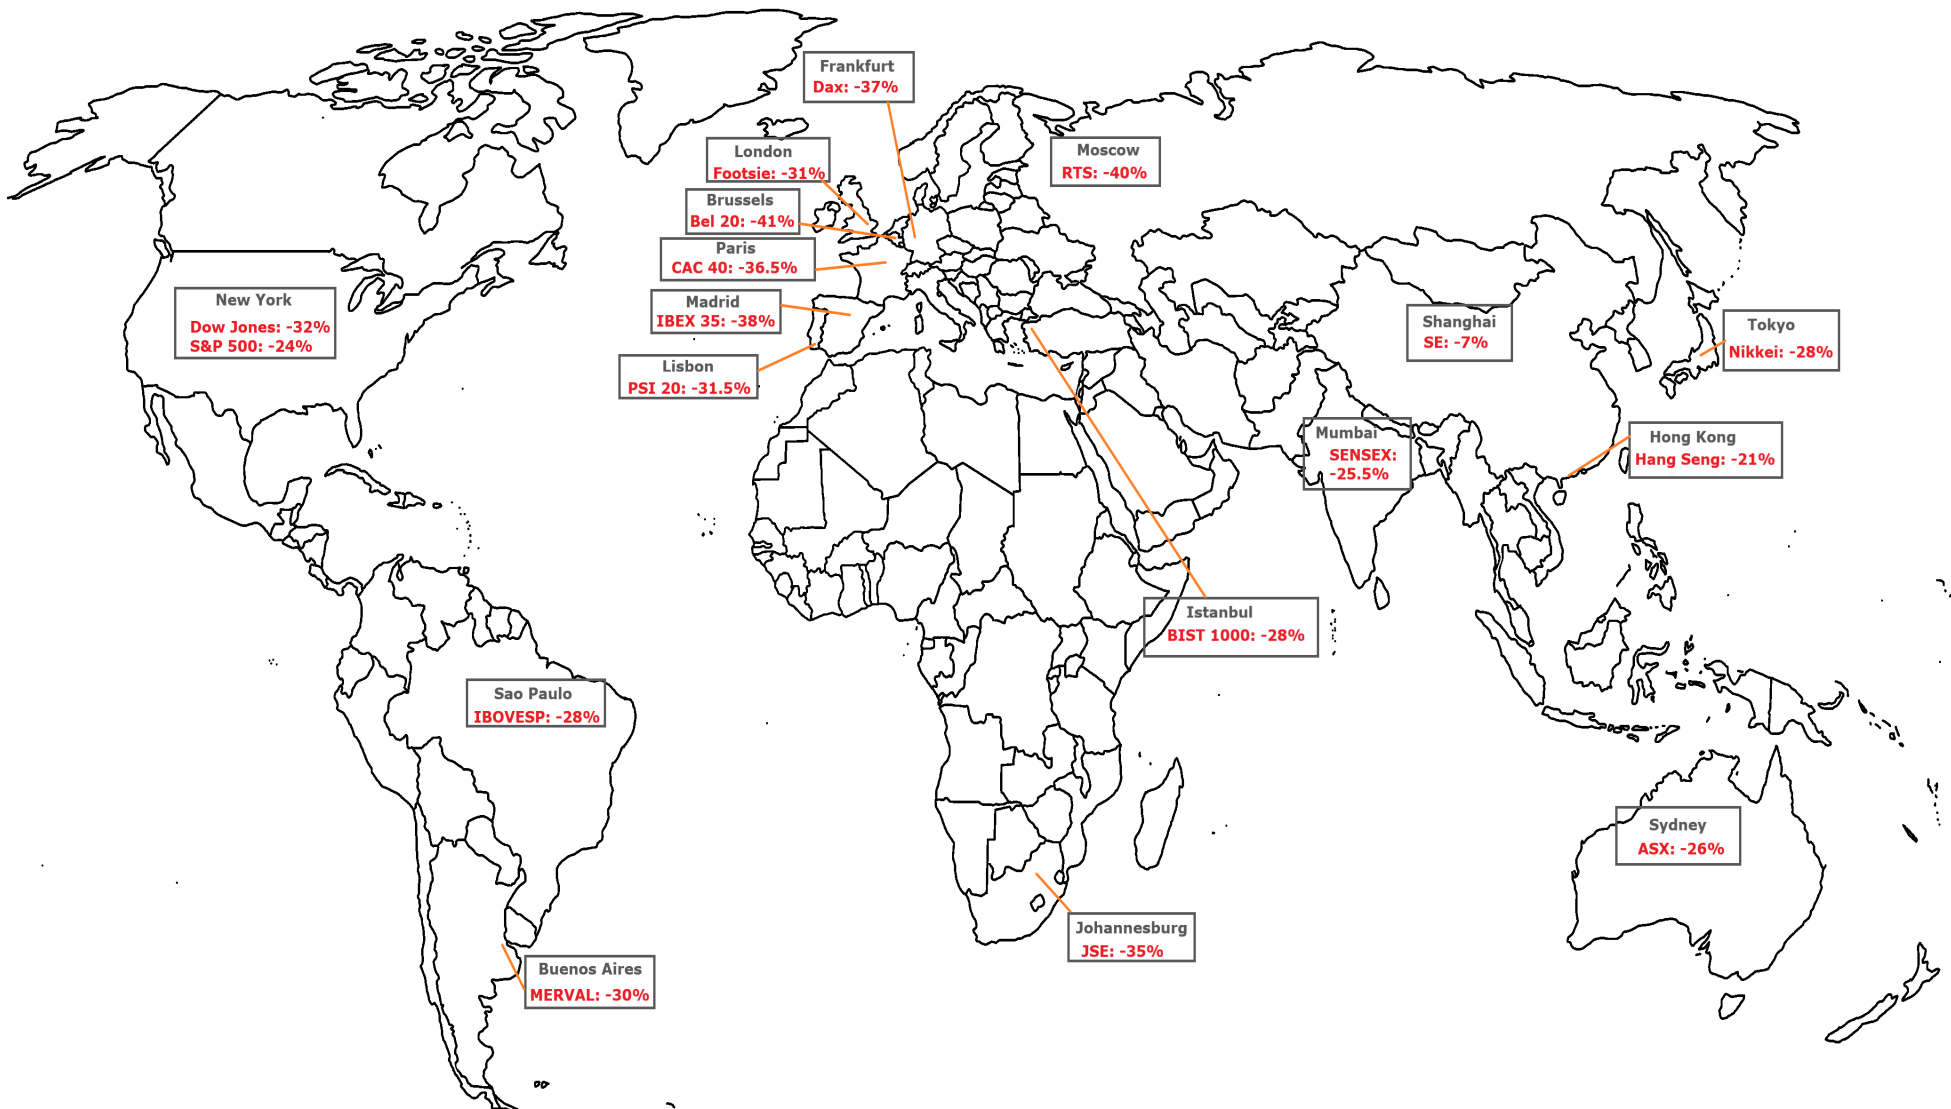 Frankfurt
Dax: -37%
London
Footsie: -31%
Moscow
RTS: -40%
Brussels
Bel 20: -41%
Paris
CAC 40: -36.5%
New York
Dow Jones: -32%
S&P 500: -24%
Madrid
IBEX 35: -38%
Shanghai
SE: -7%
Tokyo
Nikkei: -28%
Lisbon
PSI 20: -31.5%
Mumbai
SENSEX:
-25.5%
Hong Kong
Hang Seng: -21%
Istanbul
BIST 1000: -28%
Sao Paulo
IBOVESP: -28%
Sydney
ASX: -26%
Johannesburg
JSE: -35%
Buenos Aires
MERVAL: -30%